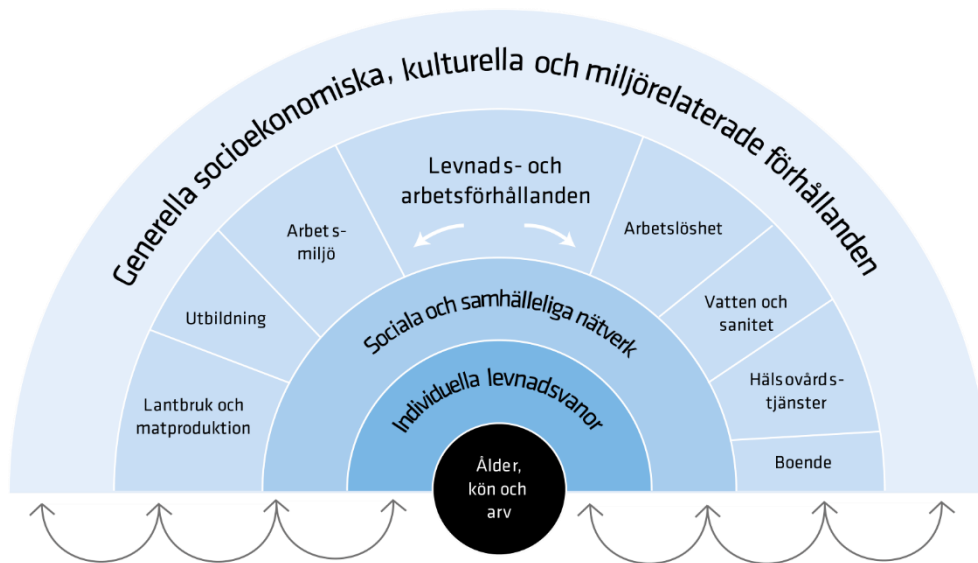 Generella socioekonomiska, kulturella och miljörelaterade förhållanden
Levnads- och
arbetsförhållanden
Arbets-
miljö
Arbetslöshet
Utbildning
Vatten och
sanitet
Lantbruk och
matproduktion
Hälsovårds-
tjänster
Boende
Sociala och samhälleliga nätverk
Individuella levnadsvanor
Ålder,
kön och
arv